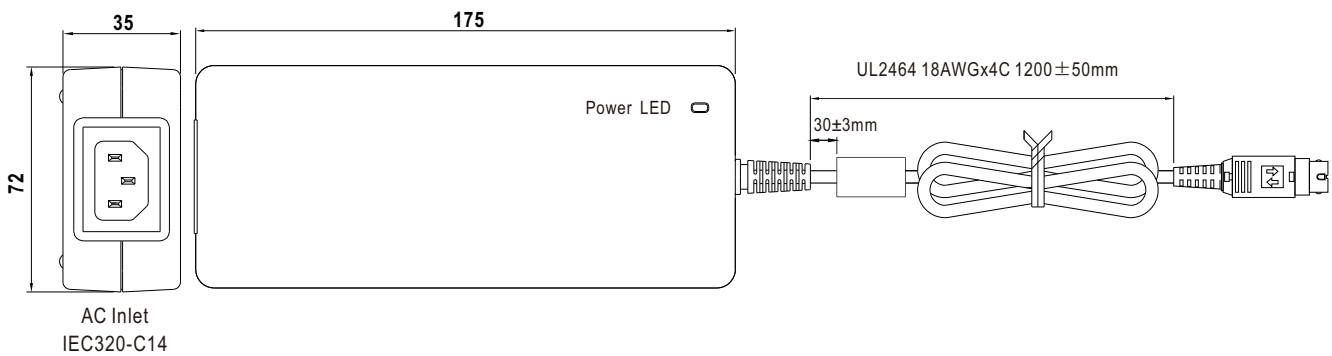 35
175
UL2464 18AWGx4C 1200±50mm
Power LED
30±3mm
72
AC Inlet
IEC320-C14